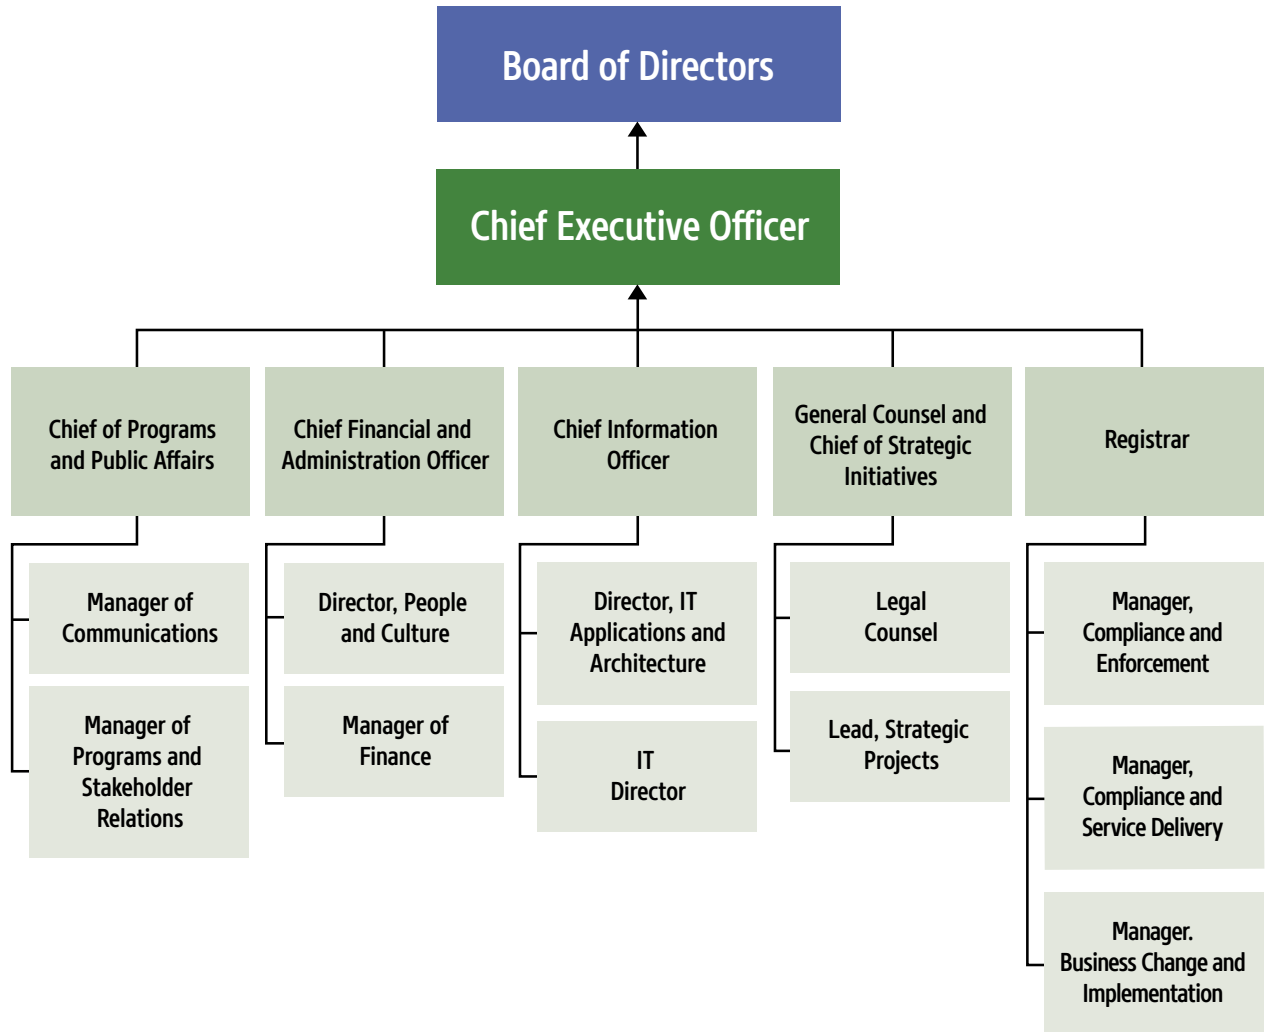 Board of Directors
Chief Executive Officer
Chief of Programs
and Public Affairs
Chief Financial and
Administration Officer
Chief Information
Officer
General Counsel and
Chief of Strategic
Initiatives
Registrar
Manager of
Communications
Manager of
Programs and
Stakeholder
Relations
Director, People
and Culture
Manager of
Finance
Director, IT
Applications and
Architecture
IT
Director
Legal
Counsel
Lead, Strategic
Projects
Manager,
Compliance and
Enforcement
Manager,
Compliance and
Service Delivery
Manager.
Business Change and
Implementation